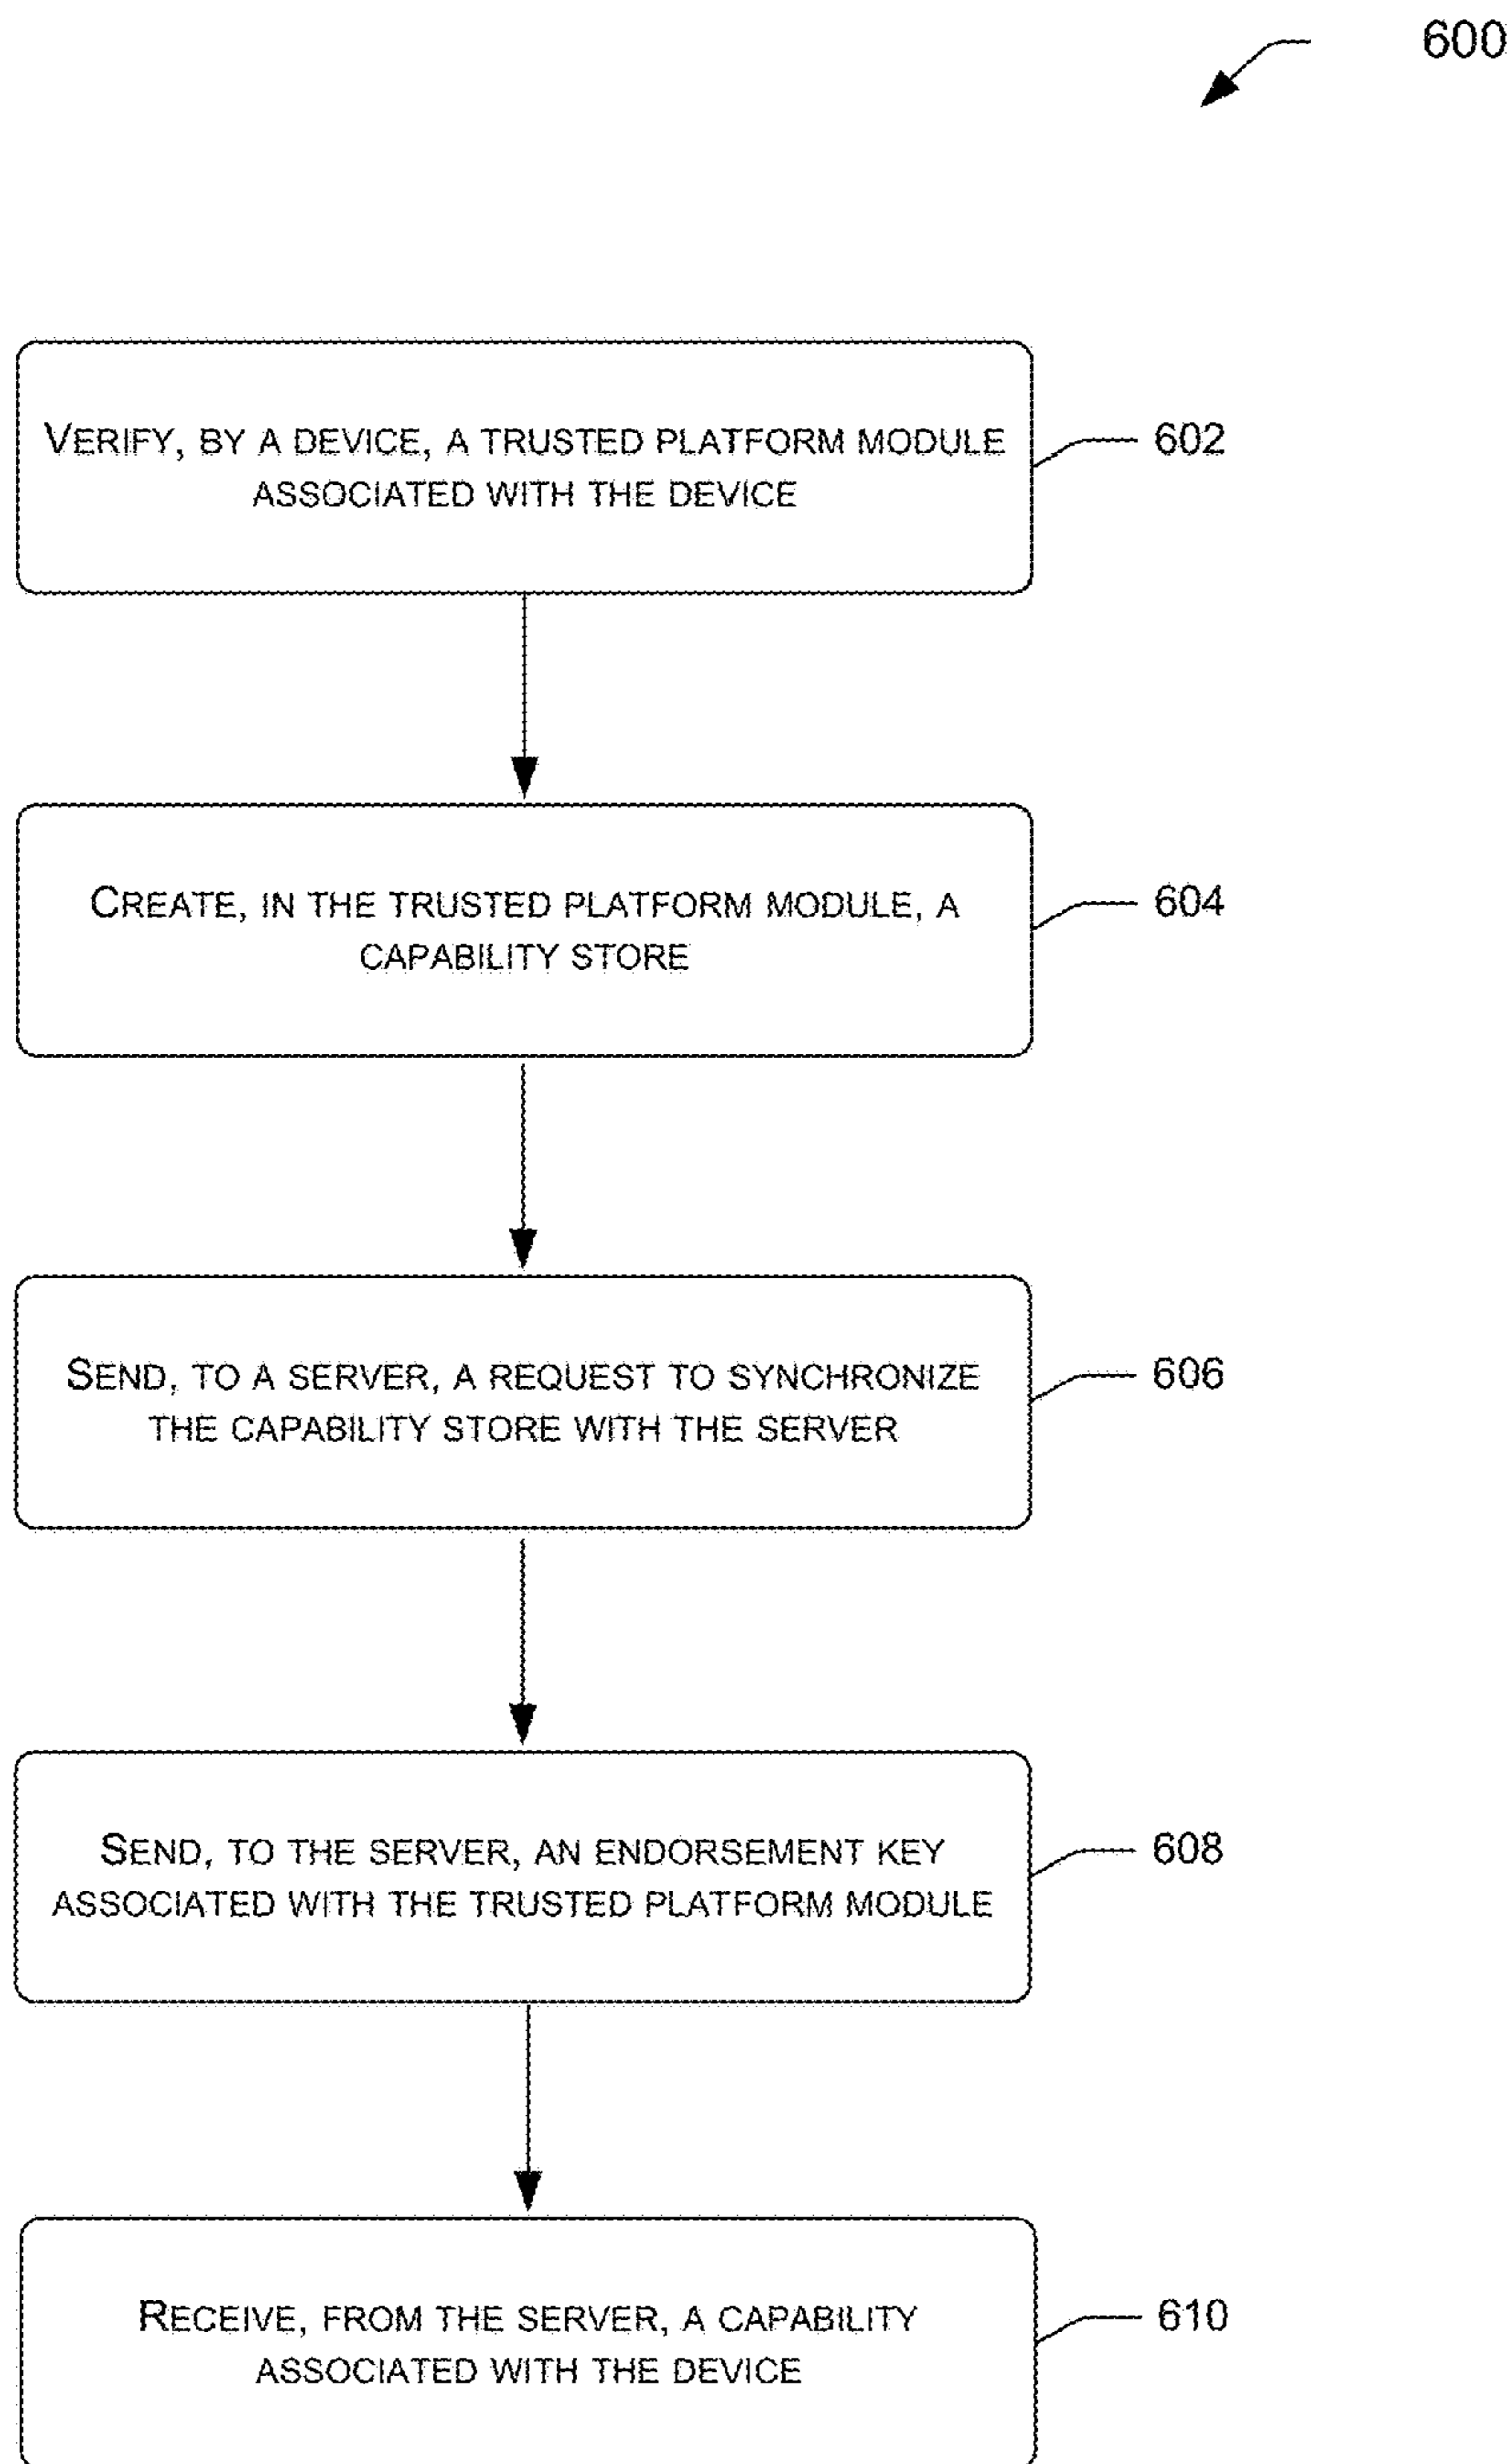 600
VERIFY, BY A DEVICE, A TRUSTED PLATFORM MODULE
ASSOCIATED WITH THE DEVICE
602
CREATE, IN THE TRUSTED PLATFORM MODULE, A
CAPABILITY STORE
604
SEND, TO A SERVER, A REQUEST TO SYNCHRONIZE
THE CAPABILITY STORE WITH THE SERVER
606
SEND, TO THE SERVER, AN ENDORSEMENT KEY
ASSOCIATED WITH THE TRUSTED PLATFORM MODULE
608
RECEIVE, FROM THE SERVER, A CAPABILITY
ASSOCIATED WITH THE DEVICE
610